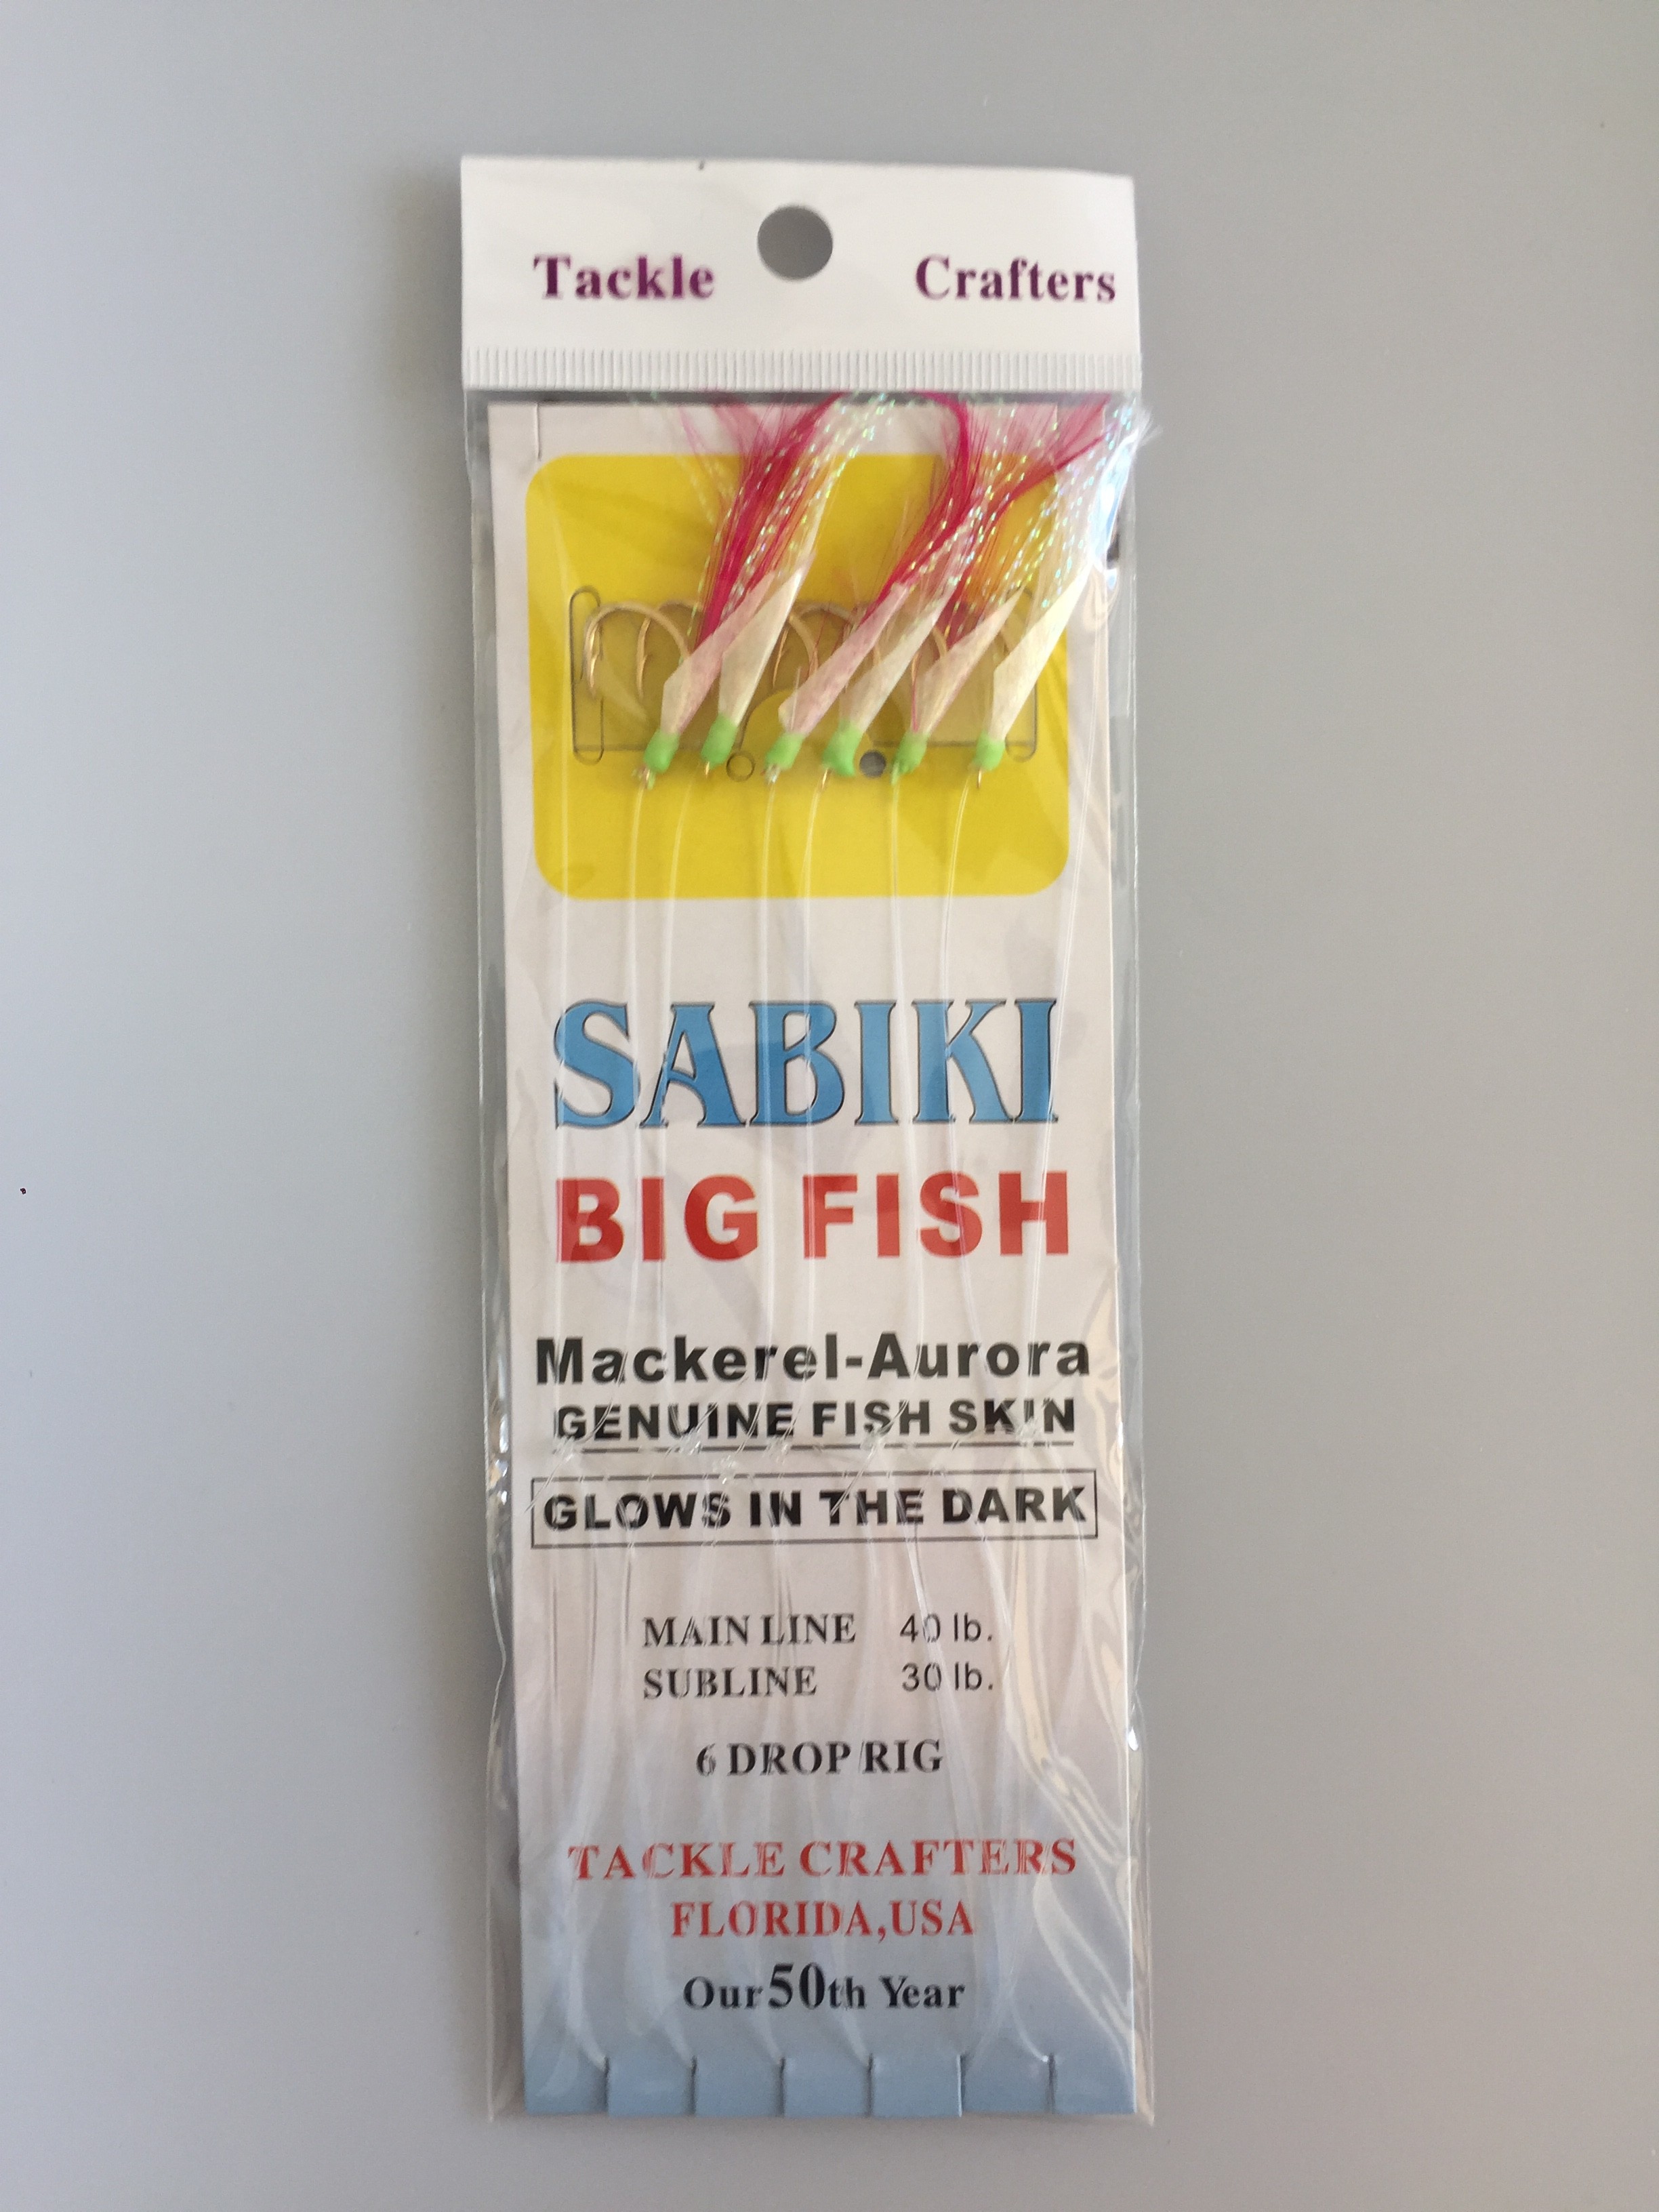 Tackle Crafters
SABIKI
BIG FISH
Mackerel-Aurora
GENUINE FISH SKIN
GLOWS IN THE DARK
MAIN LINE 40 lb.
SUBLINE 30 lb.
6 DROP RIG
TACKLE CRAFTERS
FLORIDA,USA
Our 50th Year